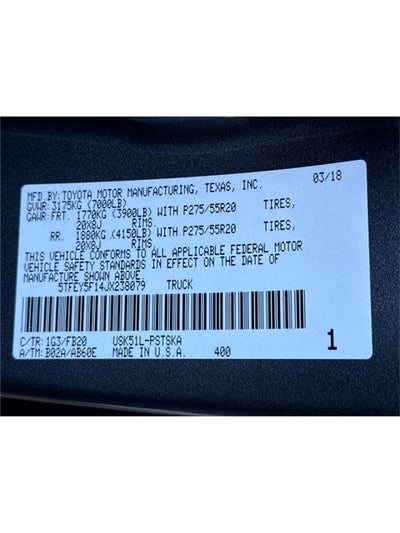 MFD.BY:TOYOTA MOTOR MANUFACTURING, TEXAS, INC. 03/18
GVWR:3175KG (7000LB)
GAWR:FRT. 1770KG (3900LB) WITH P275/55R20 TIRES,
20X8J RIMS.
RR. 1880KG (4150LB) WITH P275/55R20 TIRES,
20X8J RIMS.
THIS VEHICLE CONFORMS TO ALL APPLICABLE FEDERAL MOTOR
VEHICLE SAFETY STANDARDS IN EFFECT ON THE DATE OF
MANUFACTURE SHOWN ABOVE.
5TFEY5F14JX238079 TRUCK
C/TR:1G3/FB20 USK51L-PSTSKA
A/TM:B02A/AB60E MADE IN U.S.A. 400 1